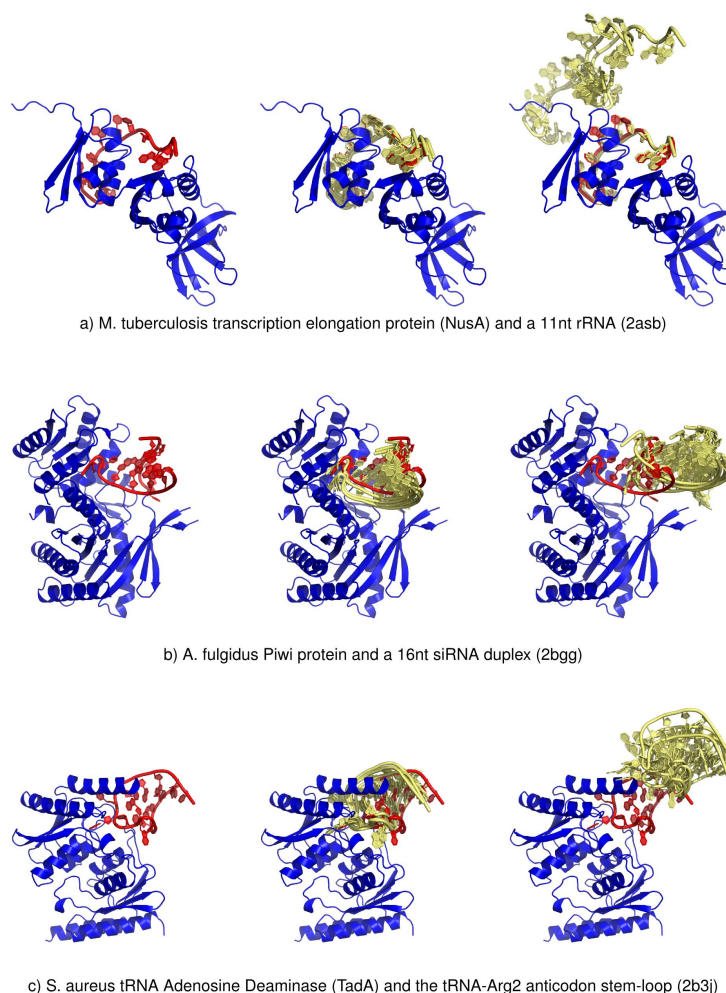 a) M. tuberculosis transcription elongation protein (NusA) and a 11nt rRNA (2asb)
b) A. fulgidus Piwi protein and a 16nt siRNA duplex (2bgg)
c) S. aureus tRNA Adenosine Deaminase (TadA) and the tRNA-Arg2 anticodon stem-loop (2b3j)